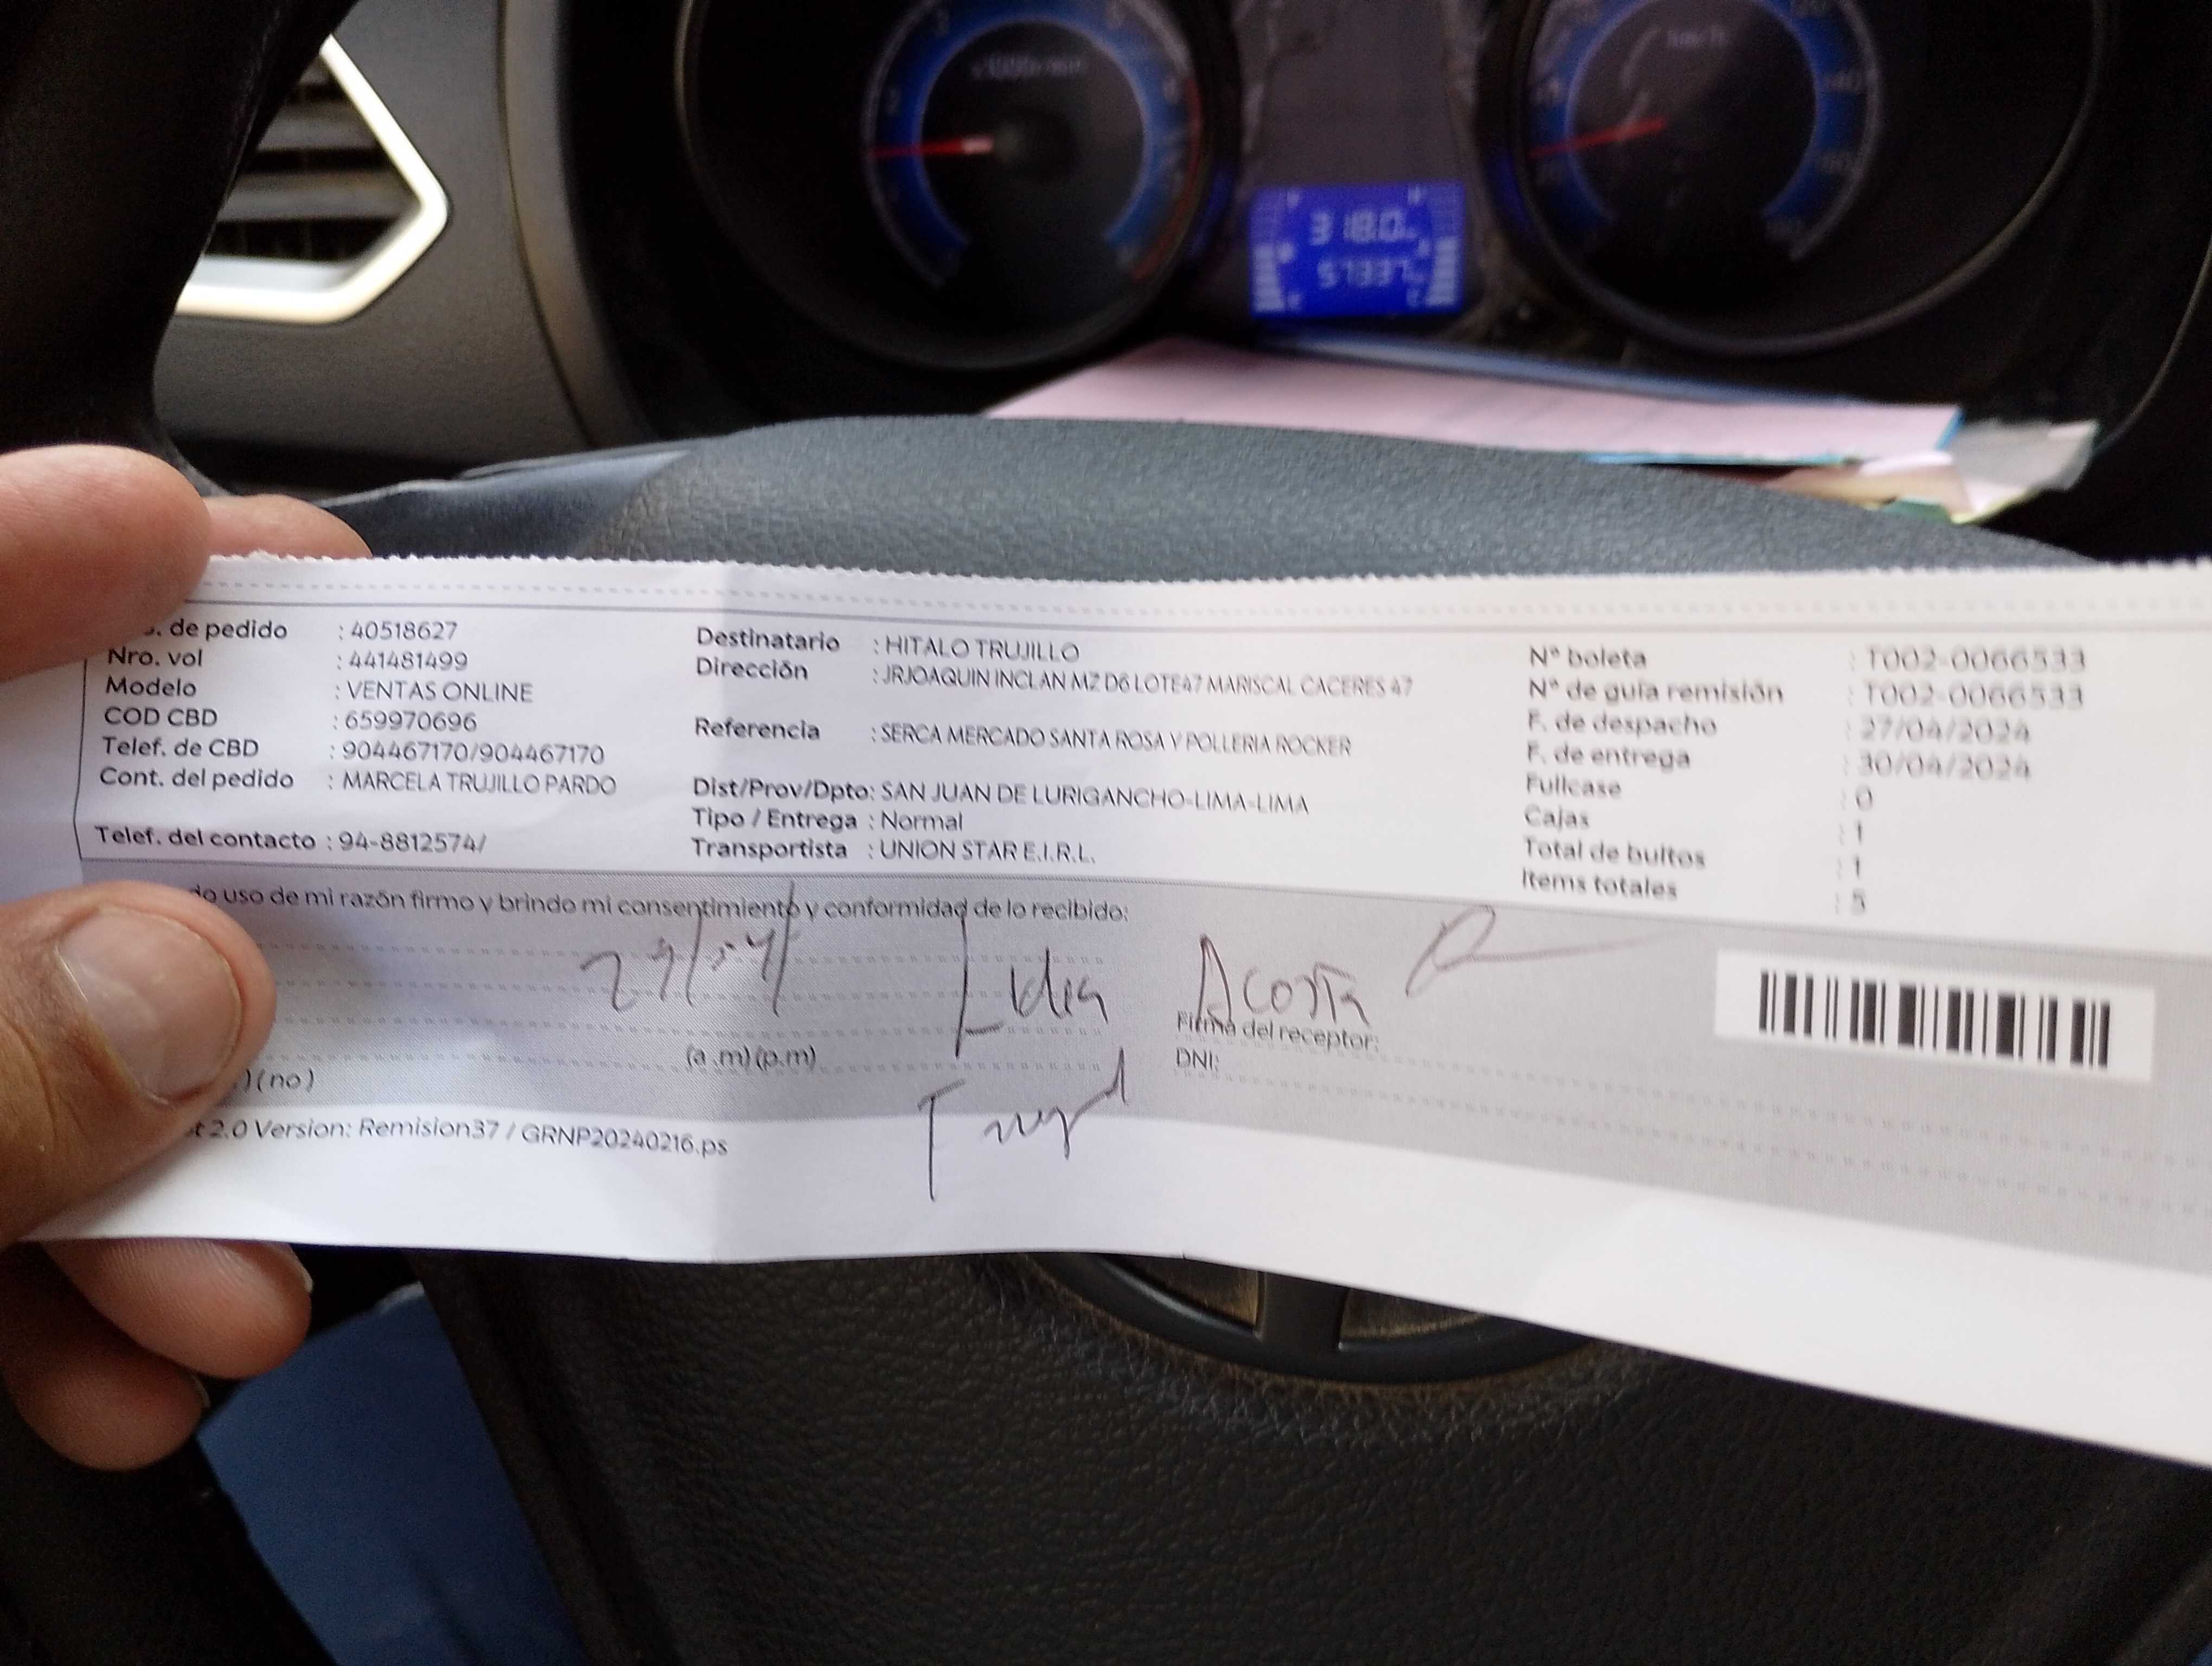 318.0
57337
. de pedido : 40518627
Nro. vol : 441481499
Modelo : VENTAS ONLINE
COD CBD : 659970696
Telef. de CBD : 904467170/904467170
Cont. del pedido : MARCELA TRUJILLO PARDO
Telef. del contacto : 94-8812574/
Destinatario : HITALO TRUJILLO
Dirección : JRJOAQUIN INCLAN MZ D6 LOTE47 MARISCAL CACERES 47
Referencia : SERCA MERCADO SANTA ROSA Y POLLERIA ROCKER
Dist/Prov/Dpto: SAN JUAN DE LURIGANCHO-LIMA-LIMA
Tipo / Entrega : Normal
Transportista : UNION STAR E.I.R.L.
N° boleta : T002-0066533
N° de guía remisión : T002-0066533
F. de despacho : 27/04/2024
F. de entrega : 30/04/2024
Fullcase : 0
Cajas : 1
Total de bultos : 1
Items totales : 5
do uso de mi razón firmo y brindo mi consentimiento y conformidad de lo recibido:
Acosta
Firma del receptor:
(a .m) (p.m)
DNI:
) ( no )
t 2.0 Version: Remision37 / GRNP20240216.ps